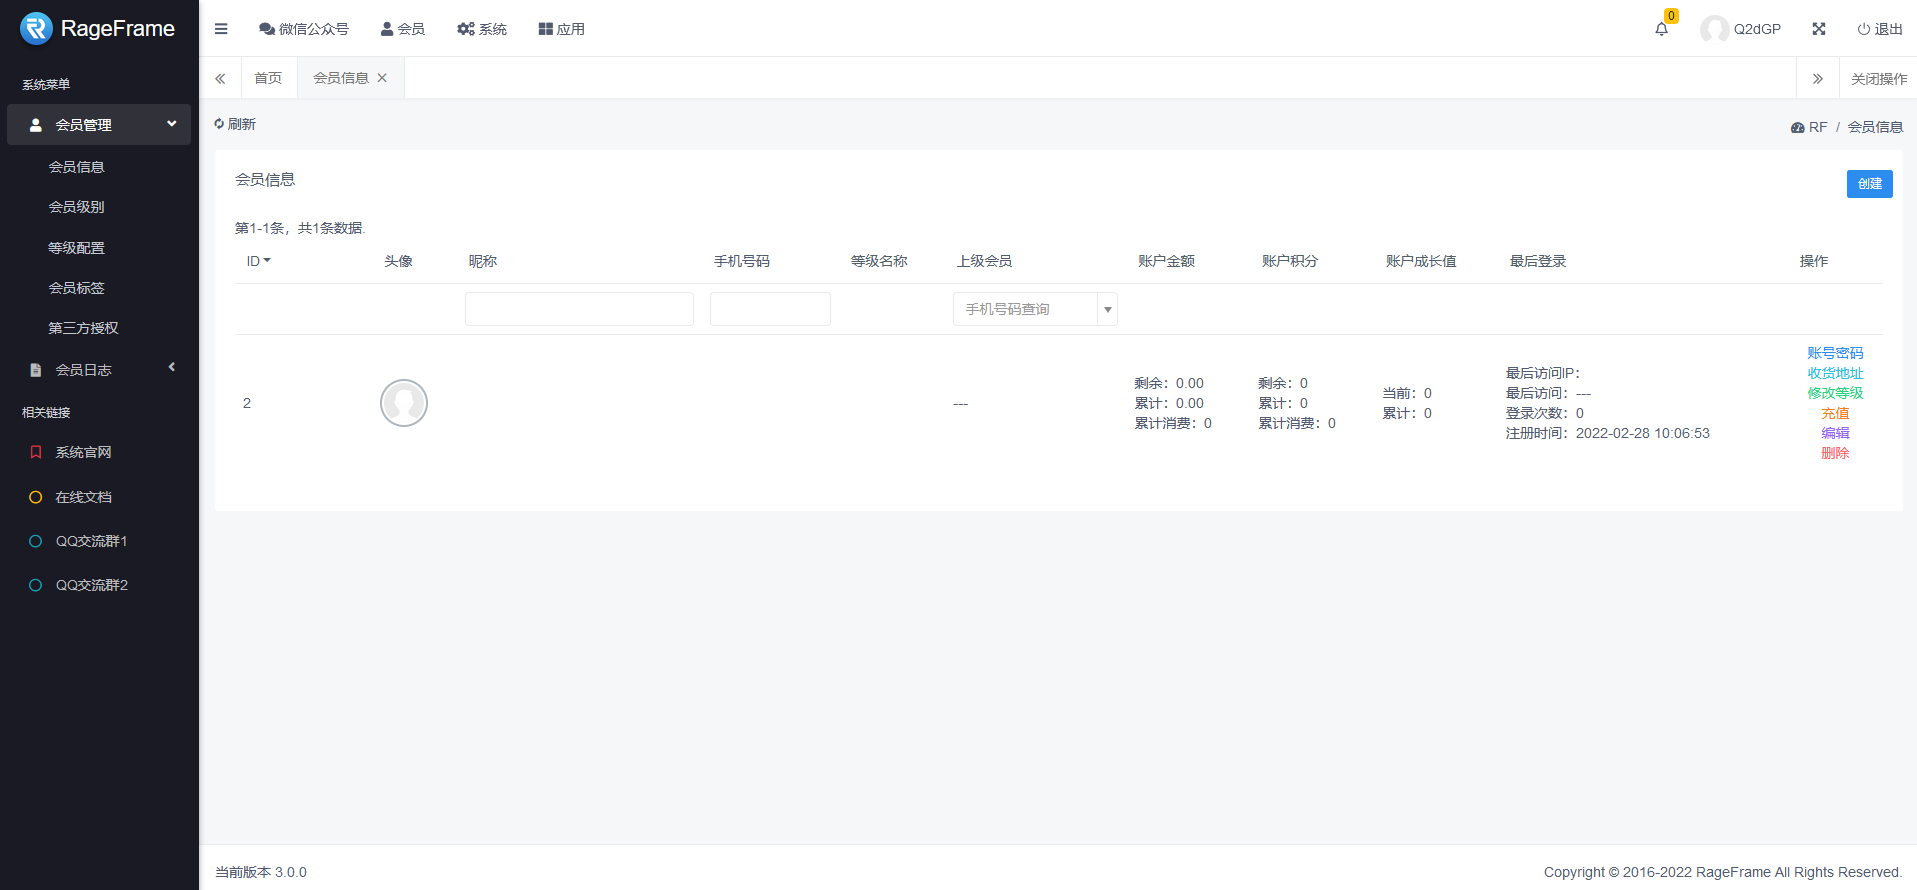 RageFrame
微信公众号 会员 系统 应用
0
Q2dGP
退出
首页 会员信息 关闭操作
系统菜单
会员管理
会员信息
会员级别
等级配置
会员标签
第三方授权
会员日志
相关链接
系统官网
在线文档
QQ交流群1
QQ交流群2
刷新
RF / 会员信息
会员信息
创建
第1-1条，共1条数据.
ID 头像 昵称 手机号码 等级名称 上级会员 账户金额 账户积分 账户成长值 最后登录 操作
手机号码查询
2
---
剩余：0.00
累计：0.00
累计消费：0
剩余：0
累计：0
累计消费：0
当前：0
累计：0
最后访问IP：
最后访问：---
登录次数：0
注册时间：2022-02-28 10:06:53
账号密码
收货地址
修改等级
充值
编辑
删除
当前版本 3.0.0
Copyright © 2016-2022 RageFrame All Rights Reserved.